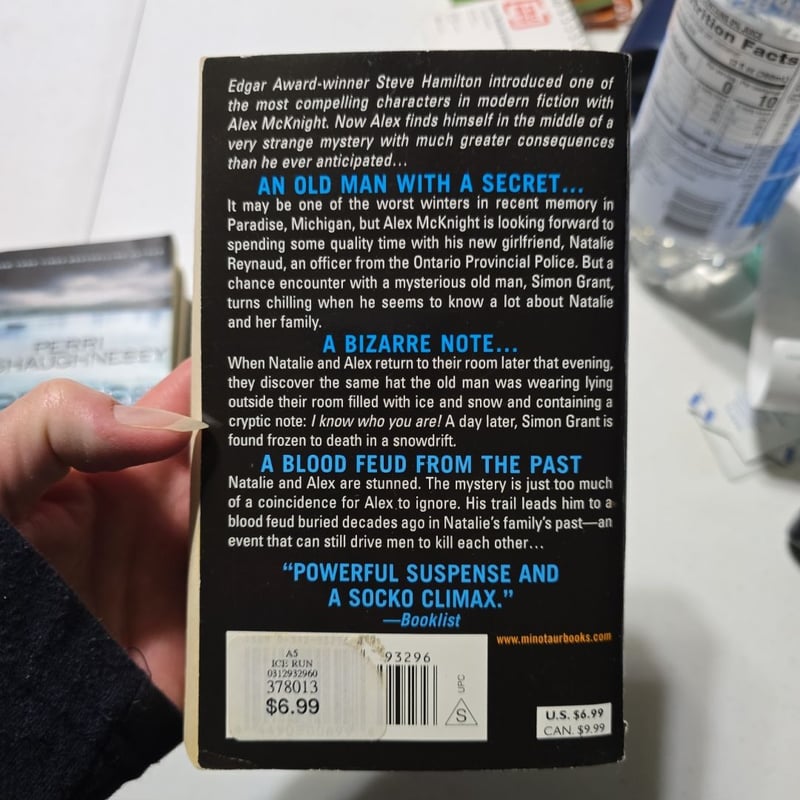 Edgar Award-winner Steve Hamilton introduced one of
the most compelling characters in modern fiction with
Alex McKnight. Now Alex finds himself in the middle of a
very strange mystery with much greater consequences
than he ever anticipated...
AN OLD MAN WITH A SECRET...
It may be one of the worst winters in recent memory in
Paradise, Michigan, but Alex McKnight is looking forward to
spending some quality time with his new girlfriend, Natalie
Reynaud, an officer from the Ontario Provincial Police. But a
chance encounter with a mysterious old man, Simon Grant,
turns chilling when he seems to know a lot about Natalie
and her family.
A BIZARRE NOTE...
When Natalie and Alex return to their room later that evening,
they discover the same hat the old man was wearing lying
outside their room filled with ice and snow and containing a
cryptic note: I know who you are! A day later, Simon Grant is
found frozen to death in a snowdrift.
A BLOOD FEUD FROM THE PAST
Natalie and Alex are stunned. The mystery is just too much
of a coincidence for Alex to ignore. His trail leads him to a
blood feud buried decades ago in Natalie's family's past—an
event that can still drive men to kill each other...
"POWERFUL SUSPENSE AND
A SOCKO CLIMAX."
—Booklist
www.minotaurbooks.com
A5
ICE RUN
0312932960
378013
$6.99
93296
UPC
S
U.S. $6.99
CAN. $9.99
PERRI
SHAUGHNESSY
Nutrition Facts
0 10